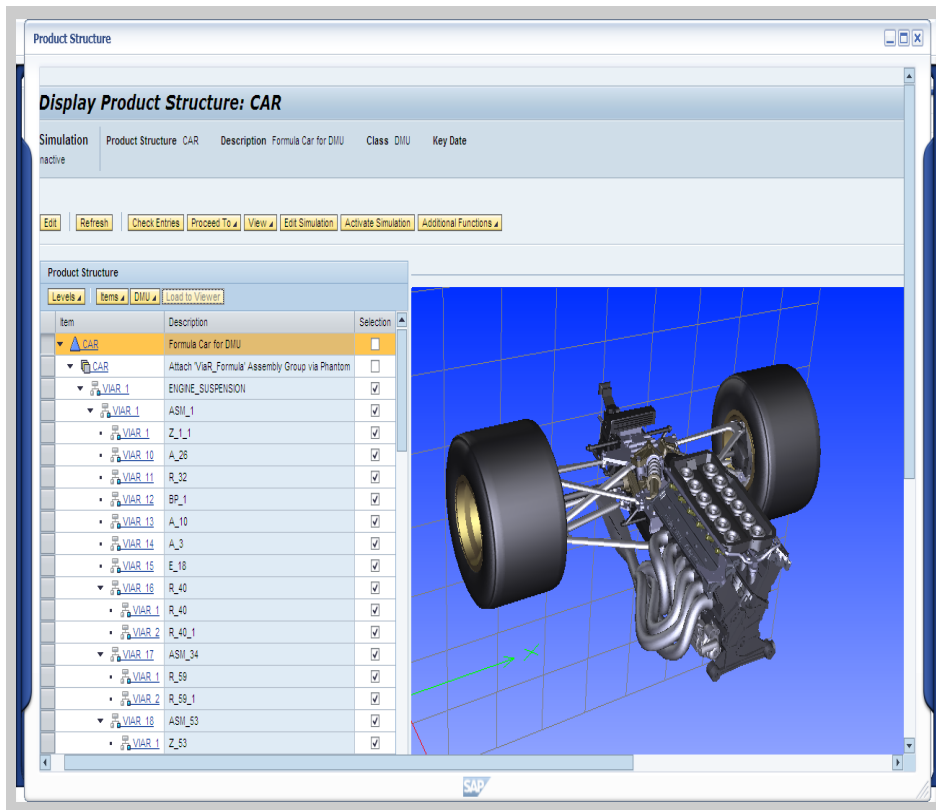 Product Structure
Display Product Structure: CAR
Simulation Product Structure CAR Description Formula Car for DMU Class DMU Key Date
nactive
Edit Refresh Check Entries Proceed To View Edit Simulation Activate Simulation Additional Functions
Product Structure
Levels Items DMU Load to Viewer
Item Description Selection
CAR Formula Car for DMU
CAR Attach 'ViaR_Formula' Assembly Group via Phantom
VIAR 1 ENGINE_SUSPENSION
VIAR 1 ASM_1
VIAR 1 Z_1_1
VIAR 10 A_26
VIAR 11 R_32
VIAR 12 BP_1
VIAR 13 A_10
VIAR 14 A_3
VIAR 15 E_18
VIAR 16 R_40
VIAR 1 R_40
VIAR 2 R_40_1
VIAR 17 ASM_34
VIAR 1 R_59
VIAR 2 R_59_1
VIAR 18 ASM_53
VIAR 1 Z_53
X
SAP